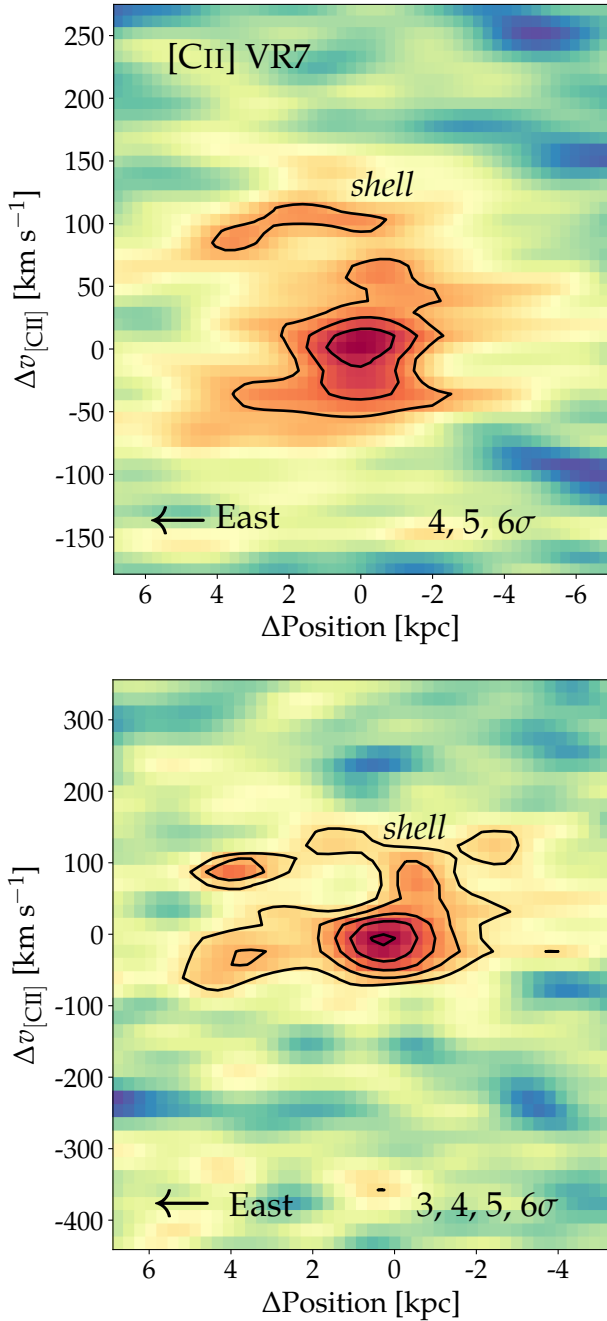 [CII] VR7
shell
250
200
150
100
50
0
-50
-100
-150
Δv[CII] [km s−1]
East
4, 5, 6σ
6 4 2 0 -2 -4 -6
ΔPosition [kpc]
shell
300
200
100
0
-100
-200
-300
-400
Δv[CII] [km s−1]
East
3, 4, 5, 6σ
6 4 2 0 -2 -4
ΔPosition [kpc]